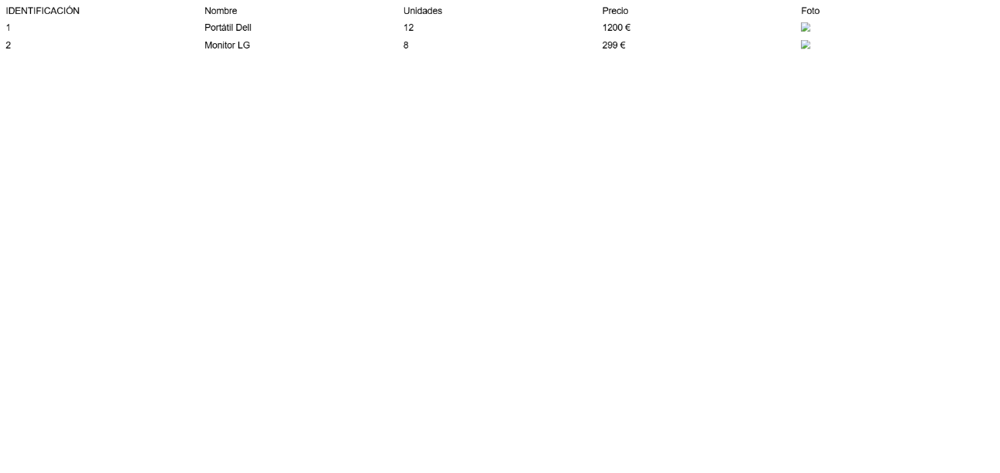 IDENTIFICACIÓN Nombre Unidades Precio Foto
1 Portátil Dell 12 1200 €
2 Monitor LG 8 299 €